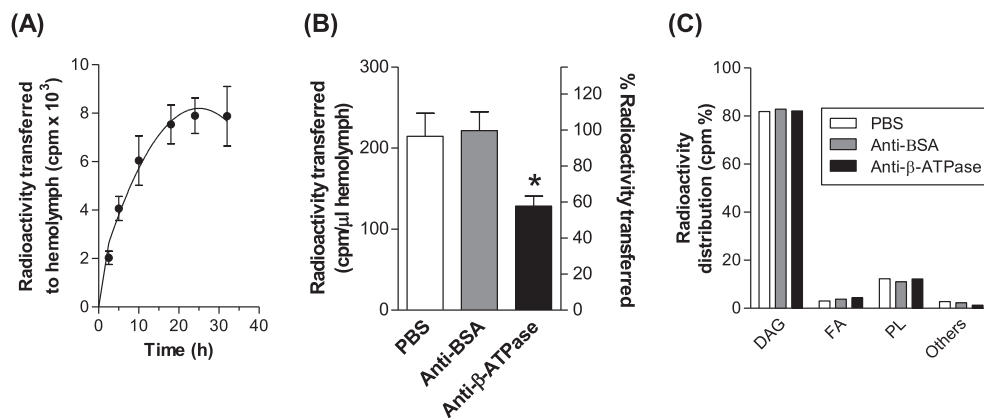 (A)
Radioactivity transferred
to hemolymph (cpm x 10³)
10
8
6
4
2
0
0 10 20 30 40
Time (h)
(B)
Radioactivity transferred
(cpm/μl hemolymph)
300
200
100
0
*
120
100
80
60
40
20
0
% Radioactivity transferred
PBS
Anti-BSA
Anti-β-ATPase
(C)
Radioactivity
distribution (cpm %)
100
80
60
40
20
0
PBS
Anti-BSA
Anti-β-ATPase
DAG
FA
PL
Others